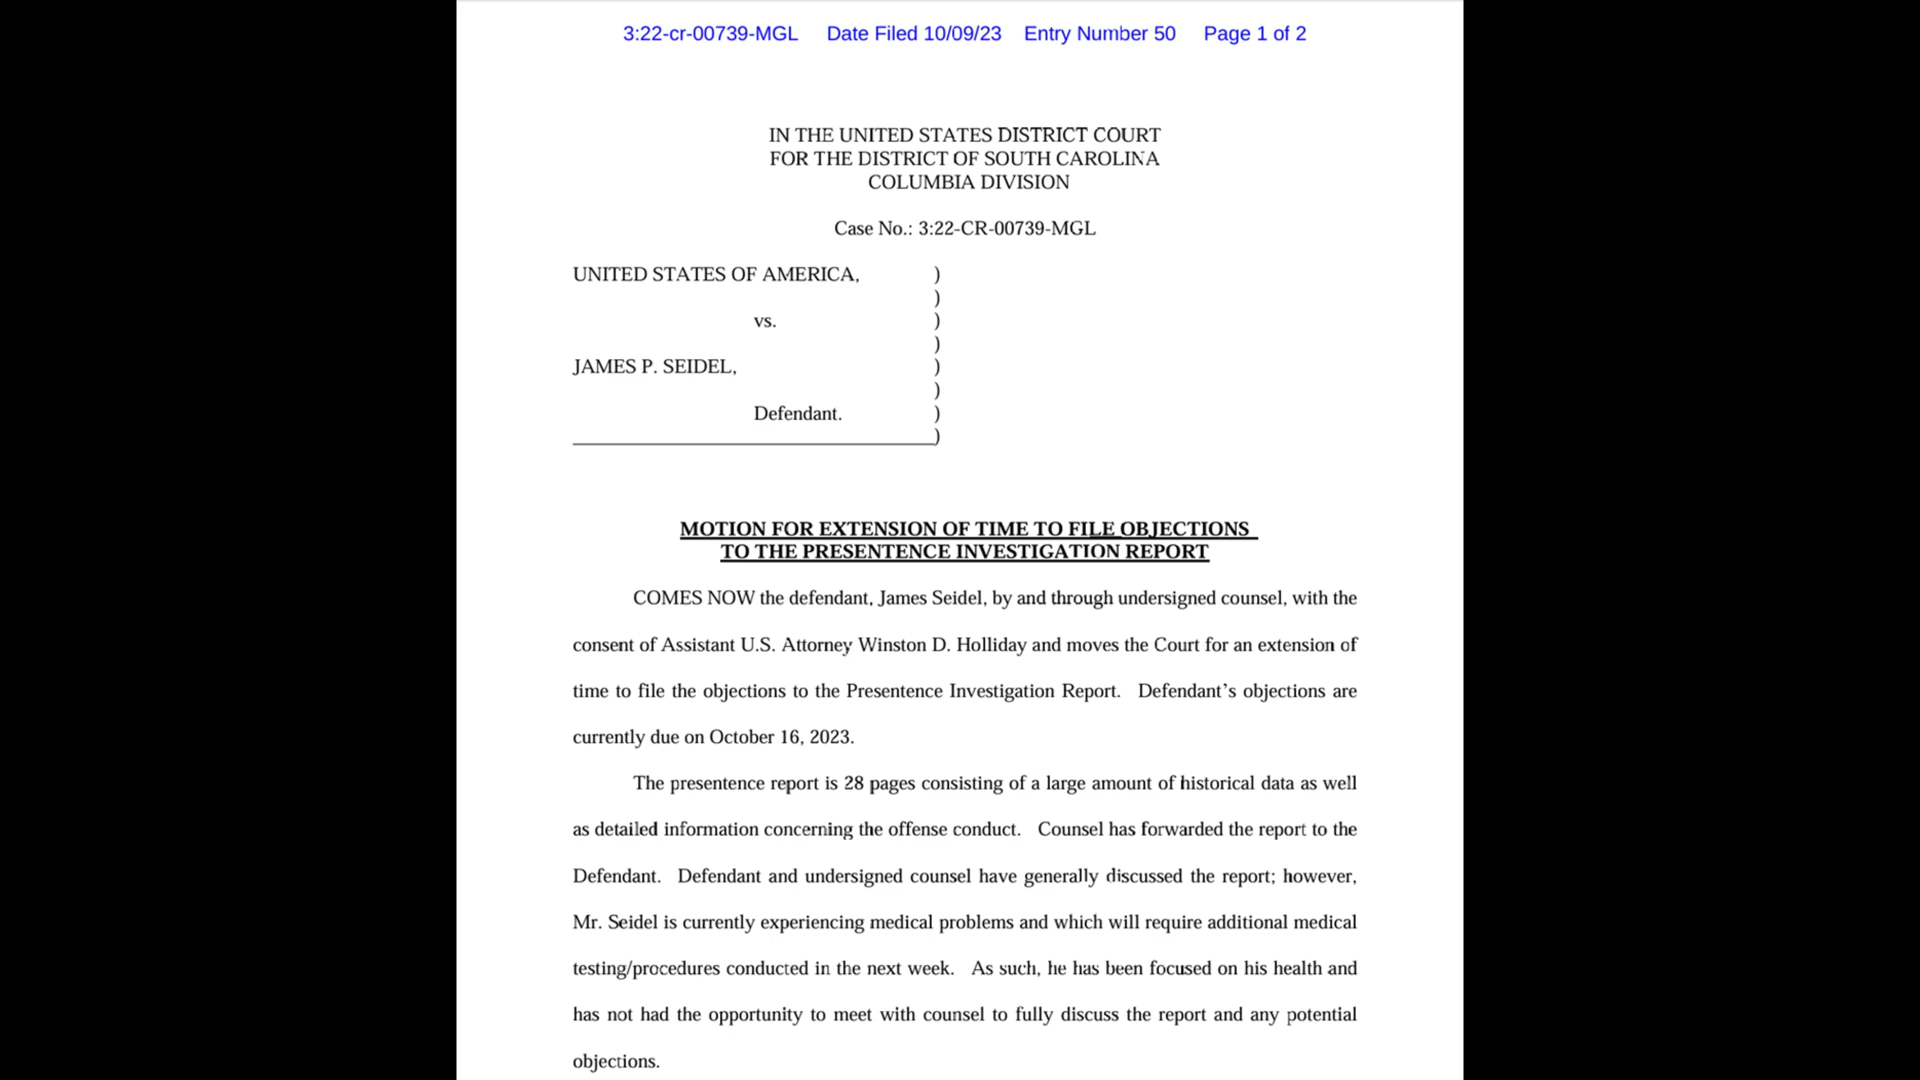 3:22-cr-00739-MGL Date Filed 10/09/23 Entry Number 50 Page 1 of 2
IN THE UNITED STATES DISTRICT COURT
FOR THE DISTRICT OF SOUTH CAROLINA
COLUMBIA DIVISION
Case No.: 3:22-CR-00739-MGL
UNITED STATES OF AMERICA, )
)
vs. )
)
JAMES P. SEIDEL, )
)
Defendant. )
)
MOTION FOR EXTENSION OF TIME TO FILE OBJECTIONS
TO THE PRESENTENCE INVESTIGATION REPORT
COMES NOW the defendant, James Seidel, by and through undersigned counsel, with the
consent of Assistant U.S. Attorney Winston D. Holliday and moves the Court for an extension of
time to file the objections to the Presentence Investigation Report. Defendant’s objections are
currently due on October 16, 2023.
The presentence report is 28 pages consisting of a large amount of historical data as well
as detailed information concerning the offense conduct. Counsel has forwarded the report to the
Defendant. Defendant and undersigned counsel have generally discussed the report; however,
Mr. Seidel is currently experiencing medical problems and which will require additional medical
testing/procedures conducted in the next week. As such, he has been focused on his health and
has not had the opportunity to meet with counsel to fully discuss the report and any potential
objections.